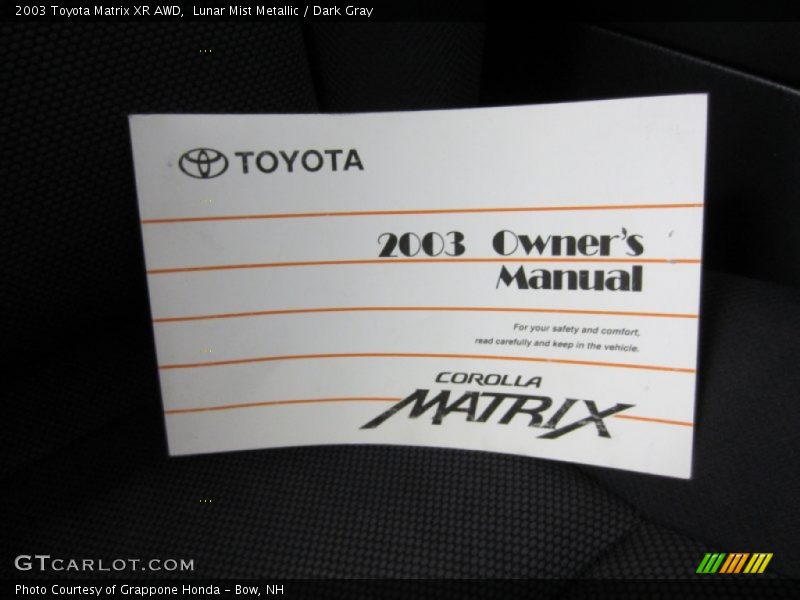 2003 Toyota Matrix XR AWD,  Lunar Mist Metallic / Dark Gray
TOYOTA
2003 Owner's
Manual
For your safety and comfort,
read carefully and keep in the vehicle.
COROLLA
MATRIX
GTCARLOT.COM
Photo Courtesy of Grappone Honda - Bow, NH